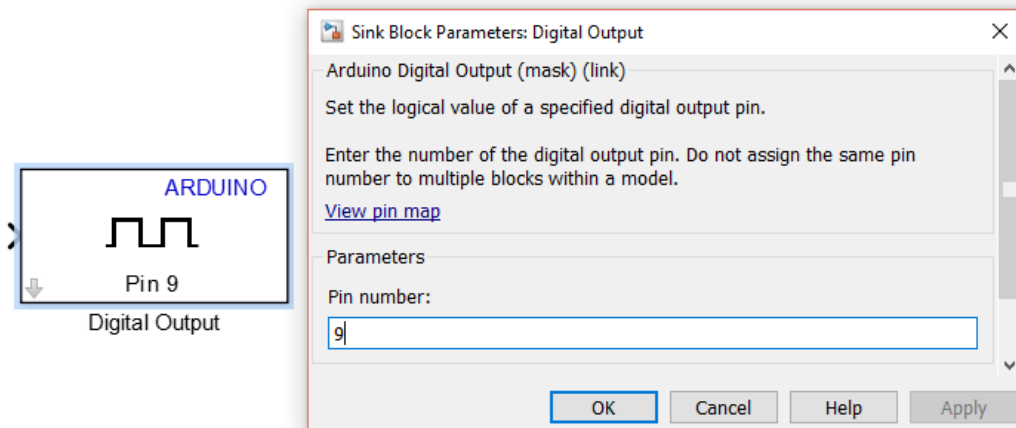 ARDUINO
Pin 9
Digital Output
Sink Block Parameters: Digital Output
Arduino Digital Output (mask) (link)
Set the logical value of a specified digital output pin.
Enter the number of the digital output pin. Do not assign the same pin
number to multiple blocks within a model.
View pin map
Parameters
Pin number:
9
OK Cancel Help Apply